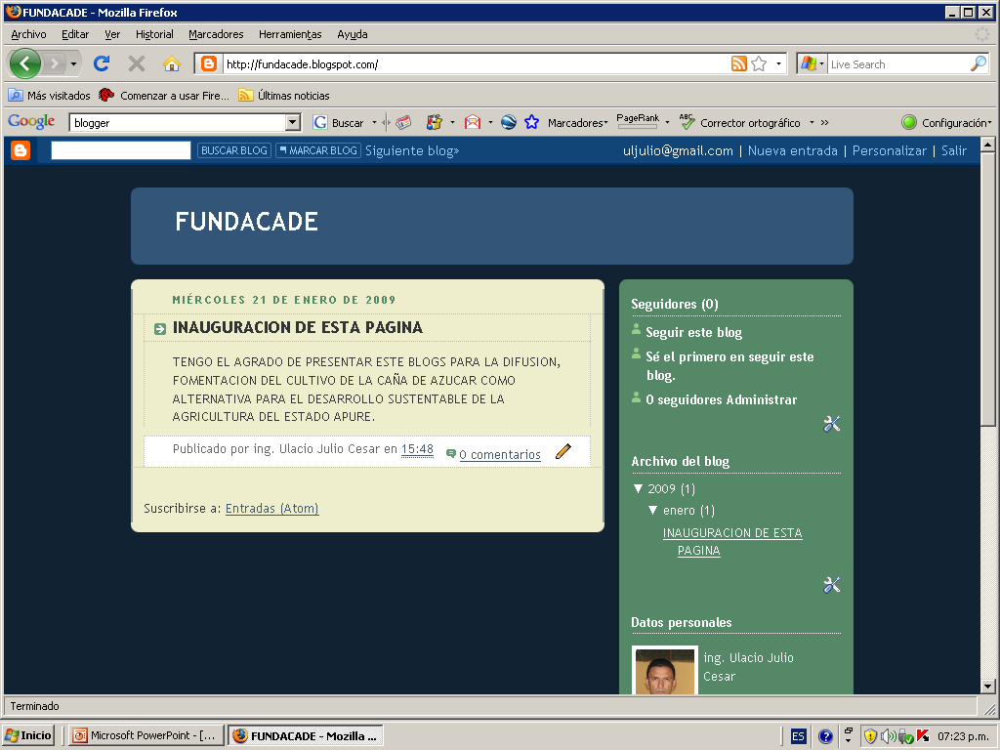 FUNDACADE - Mozilla Firefox
Archivo Editar Ver Historial Marcadores Herramientas Ayuda
http://fundacade.blogspot.com/ Live Search
Más visitados Comenzar a usar Fire... Últimas noticias
Google blogger Buscar Marcadores PageRank ABC Corrector ortográfico » Configuración
BUSCAR BLOG MARCAR BLOG Siguiente blog» uljulio@gmail.com | Nueva entrada | Personalizar | Salir
FUNDACADE
MIÉRCOLES 21 DE ENERO DE 2009
INAUGURACION DE ESTA PAGINA
TENGO EL AGRADO DE PRESENTAR ESTE BLOGS PARA LA DIFUSION,
FOMENTACION DEL CULTIVO DE LA CAÑA DE AZUCAR COMO
ALTERNATIVA PARA EL DESARROLLO SUSTENTABLE DE LA
AGRICULTURA DEL ESTADO APURE.
Publicado por ing. Ulacio Julio Cesar en 15:48 0 comentarios
Suscribirse a: Entradas (Atom)
Seguidores (0)
Seguir este blog
Sé el primero en seguir este
blog.
0 seguidores Administrar
Archivo del blog
▼ 2009 (1)
▼ enero (1)
INAUGURACION DE ESTA
PAGINA
Datos personales
ing. Ulacio Julio
Cesar
Terminado
Inicio Microsoft PowerPoint - [... FUNDACADE - Mozilla ... ES 07:23 p.m.